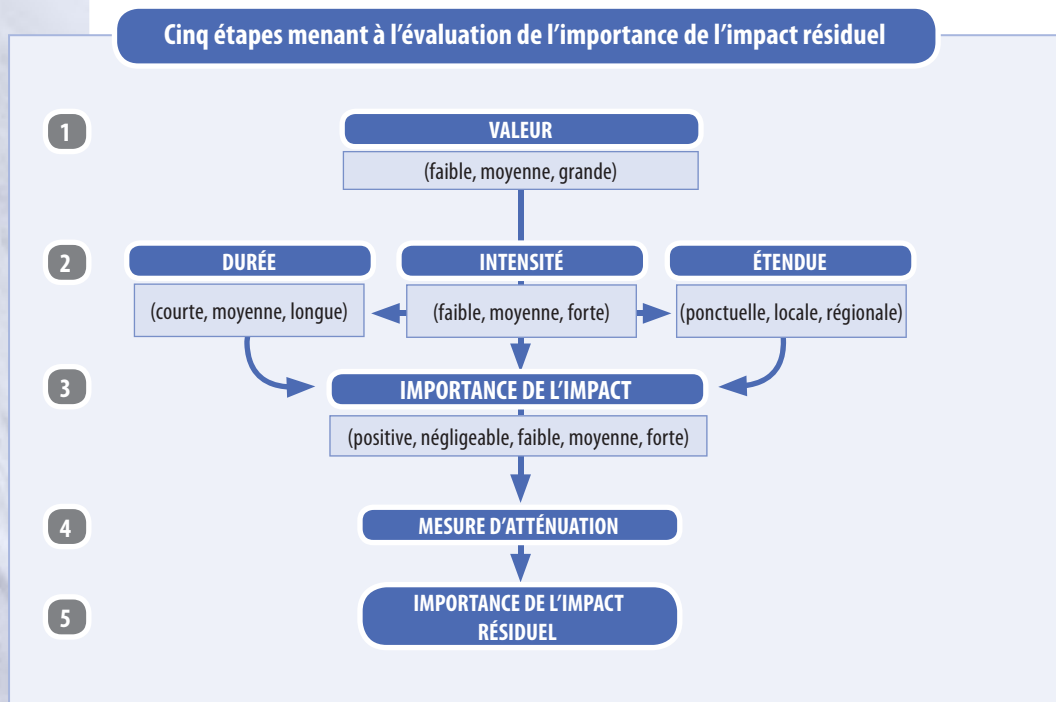 Cinq étapes menant à l'évaluation de l'importance de l'impact résiduel
1
VALEUR
(faible, moyenne, grande)
2
DURÉE
INTENSITÉ
ÉTENDUE
(courte, moyenne, longue)
(faible, moyenne, forte)
(ponctuelle, locale, régionale)
3
IMPORTANCE DE L'IMPACT
(positive, négligeable, faible, moyenne, forte)
4
MESURE D'ATTÉNUATION
5
IMPORTANCE DE L'IMPACT
RÉSIDUEL